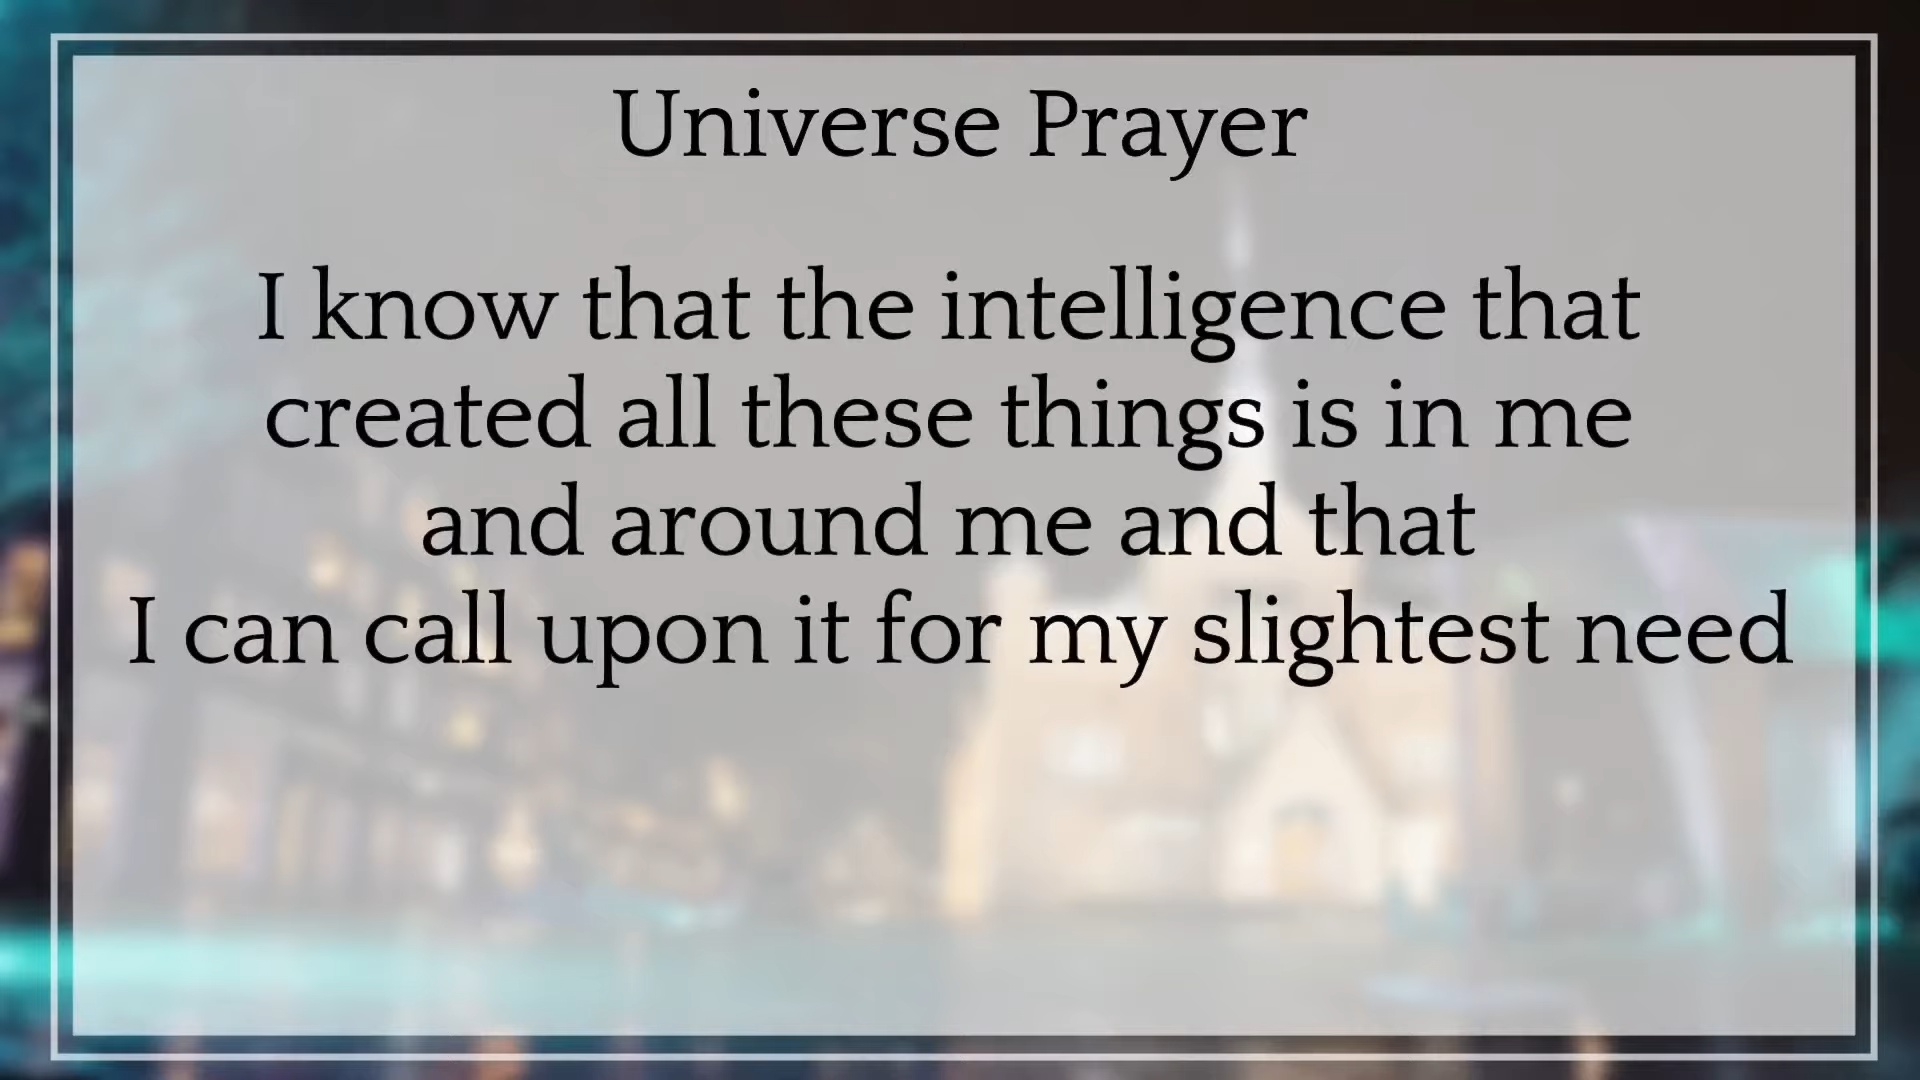 Universe Prayer
I know that the intelligence that
created all these things is in me
and around me and that
I can call upon it for my slightest need